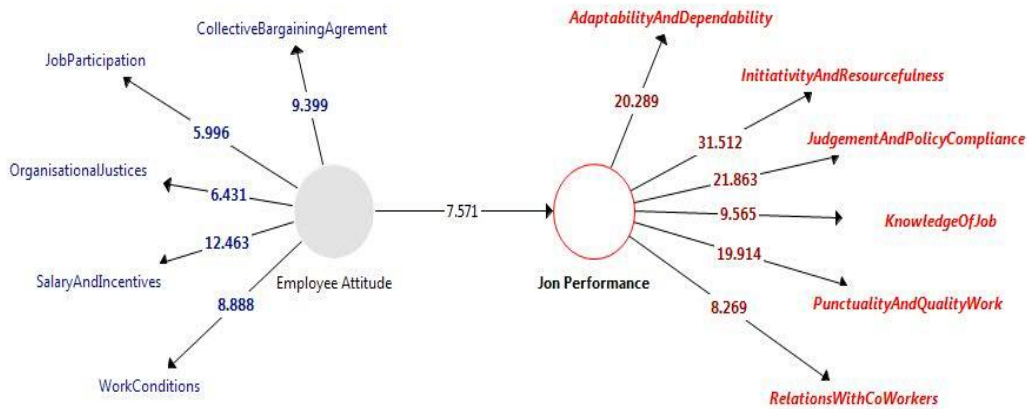 AdaptabilityAndDependability
CollectiveBargainingAgrement
JobParticipation
InitiativityAndResourcefulness
20.289
9.399
5.996
31.512
JudgementAndPolicyCompliance
OrganisationalJustices
6.431
21.863
7.571
9.565
KnowledgeOfJob
12.463
19.914
SalaryAndIncentives
Employee Attitude
Jon Performance
PunctualityAndQualityWork
8.888
8.269
WorkConditions
RelationsWithCoWorkers